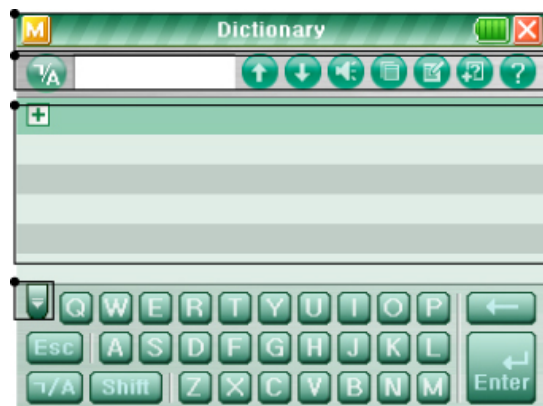 M Dictionary
ㄱ/A ?
Q W E R T Y U I O P
Esc A S D F G H J K L
ㄱ/A Shift Z X C V B N M Enter